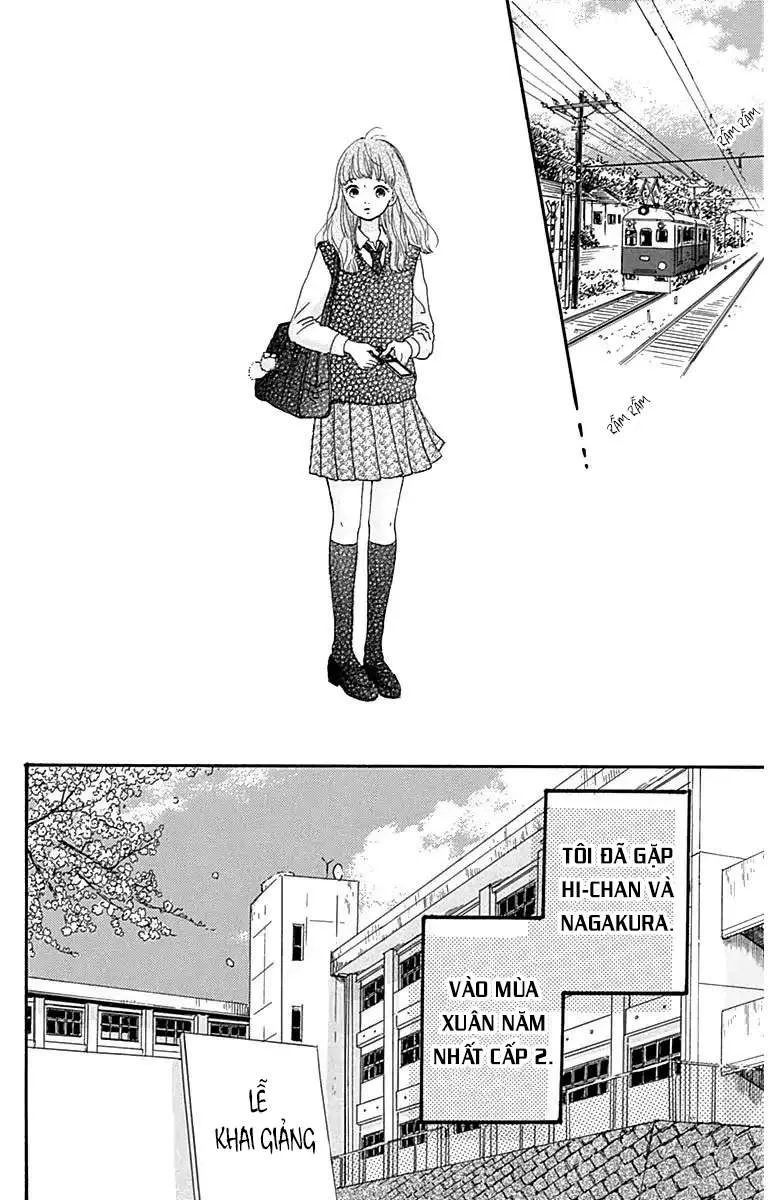 RẦM RẦM
RẦM RẦM
TÔI ĐÃ GẶP
HI-CHAN VÀ
NAGAKURA.
VÀO MÙA
XUÂN NĂM
NHẤT CẤP 2.
YC
LỄ
KHAI GIẢNG